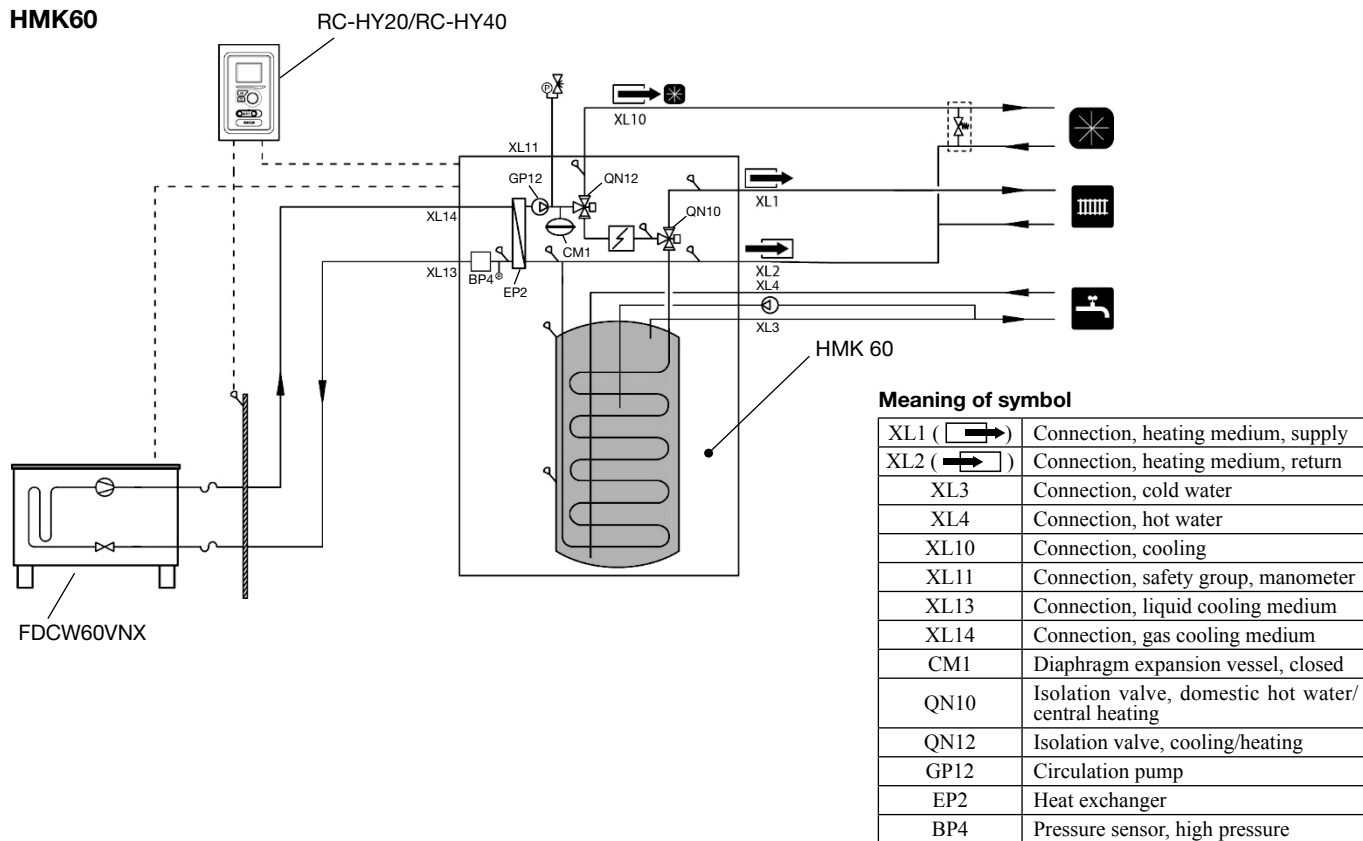 HMK60
RC-HY20/RC-HY40
P
XL10
XL11
GP12
QN12
XL1
QN10
XL14
CM1
XL13
BP4
EP2
XL2
XL4
XL3
HMK 60
FDCW60VNX
Meaning of symbol
XL1 ( ) Connection, heating medium, supply
XL2 ( ) Connection, heating medium, return
XL3 Connection, cold water
XL4 Connection, hot water
XL10 Connection, cooling
XL11 Connection, safety group, manometer
XL13 Connection, liquid cooling medium
XL14 Connection, gas cooling medium
CM1 Diaphragm expansion vessel, closed
QN10 Isolation valve, domestic hot water/
central heating
QN12 Isolation valve, cooling/heating
GP12 Circulation pump
EP2 Heat exchanger
BP4 Pressure sensor, high pressure